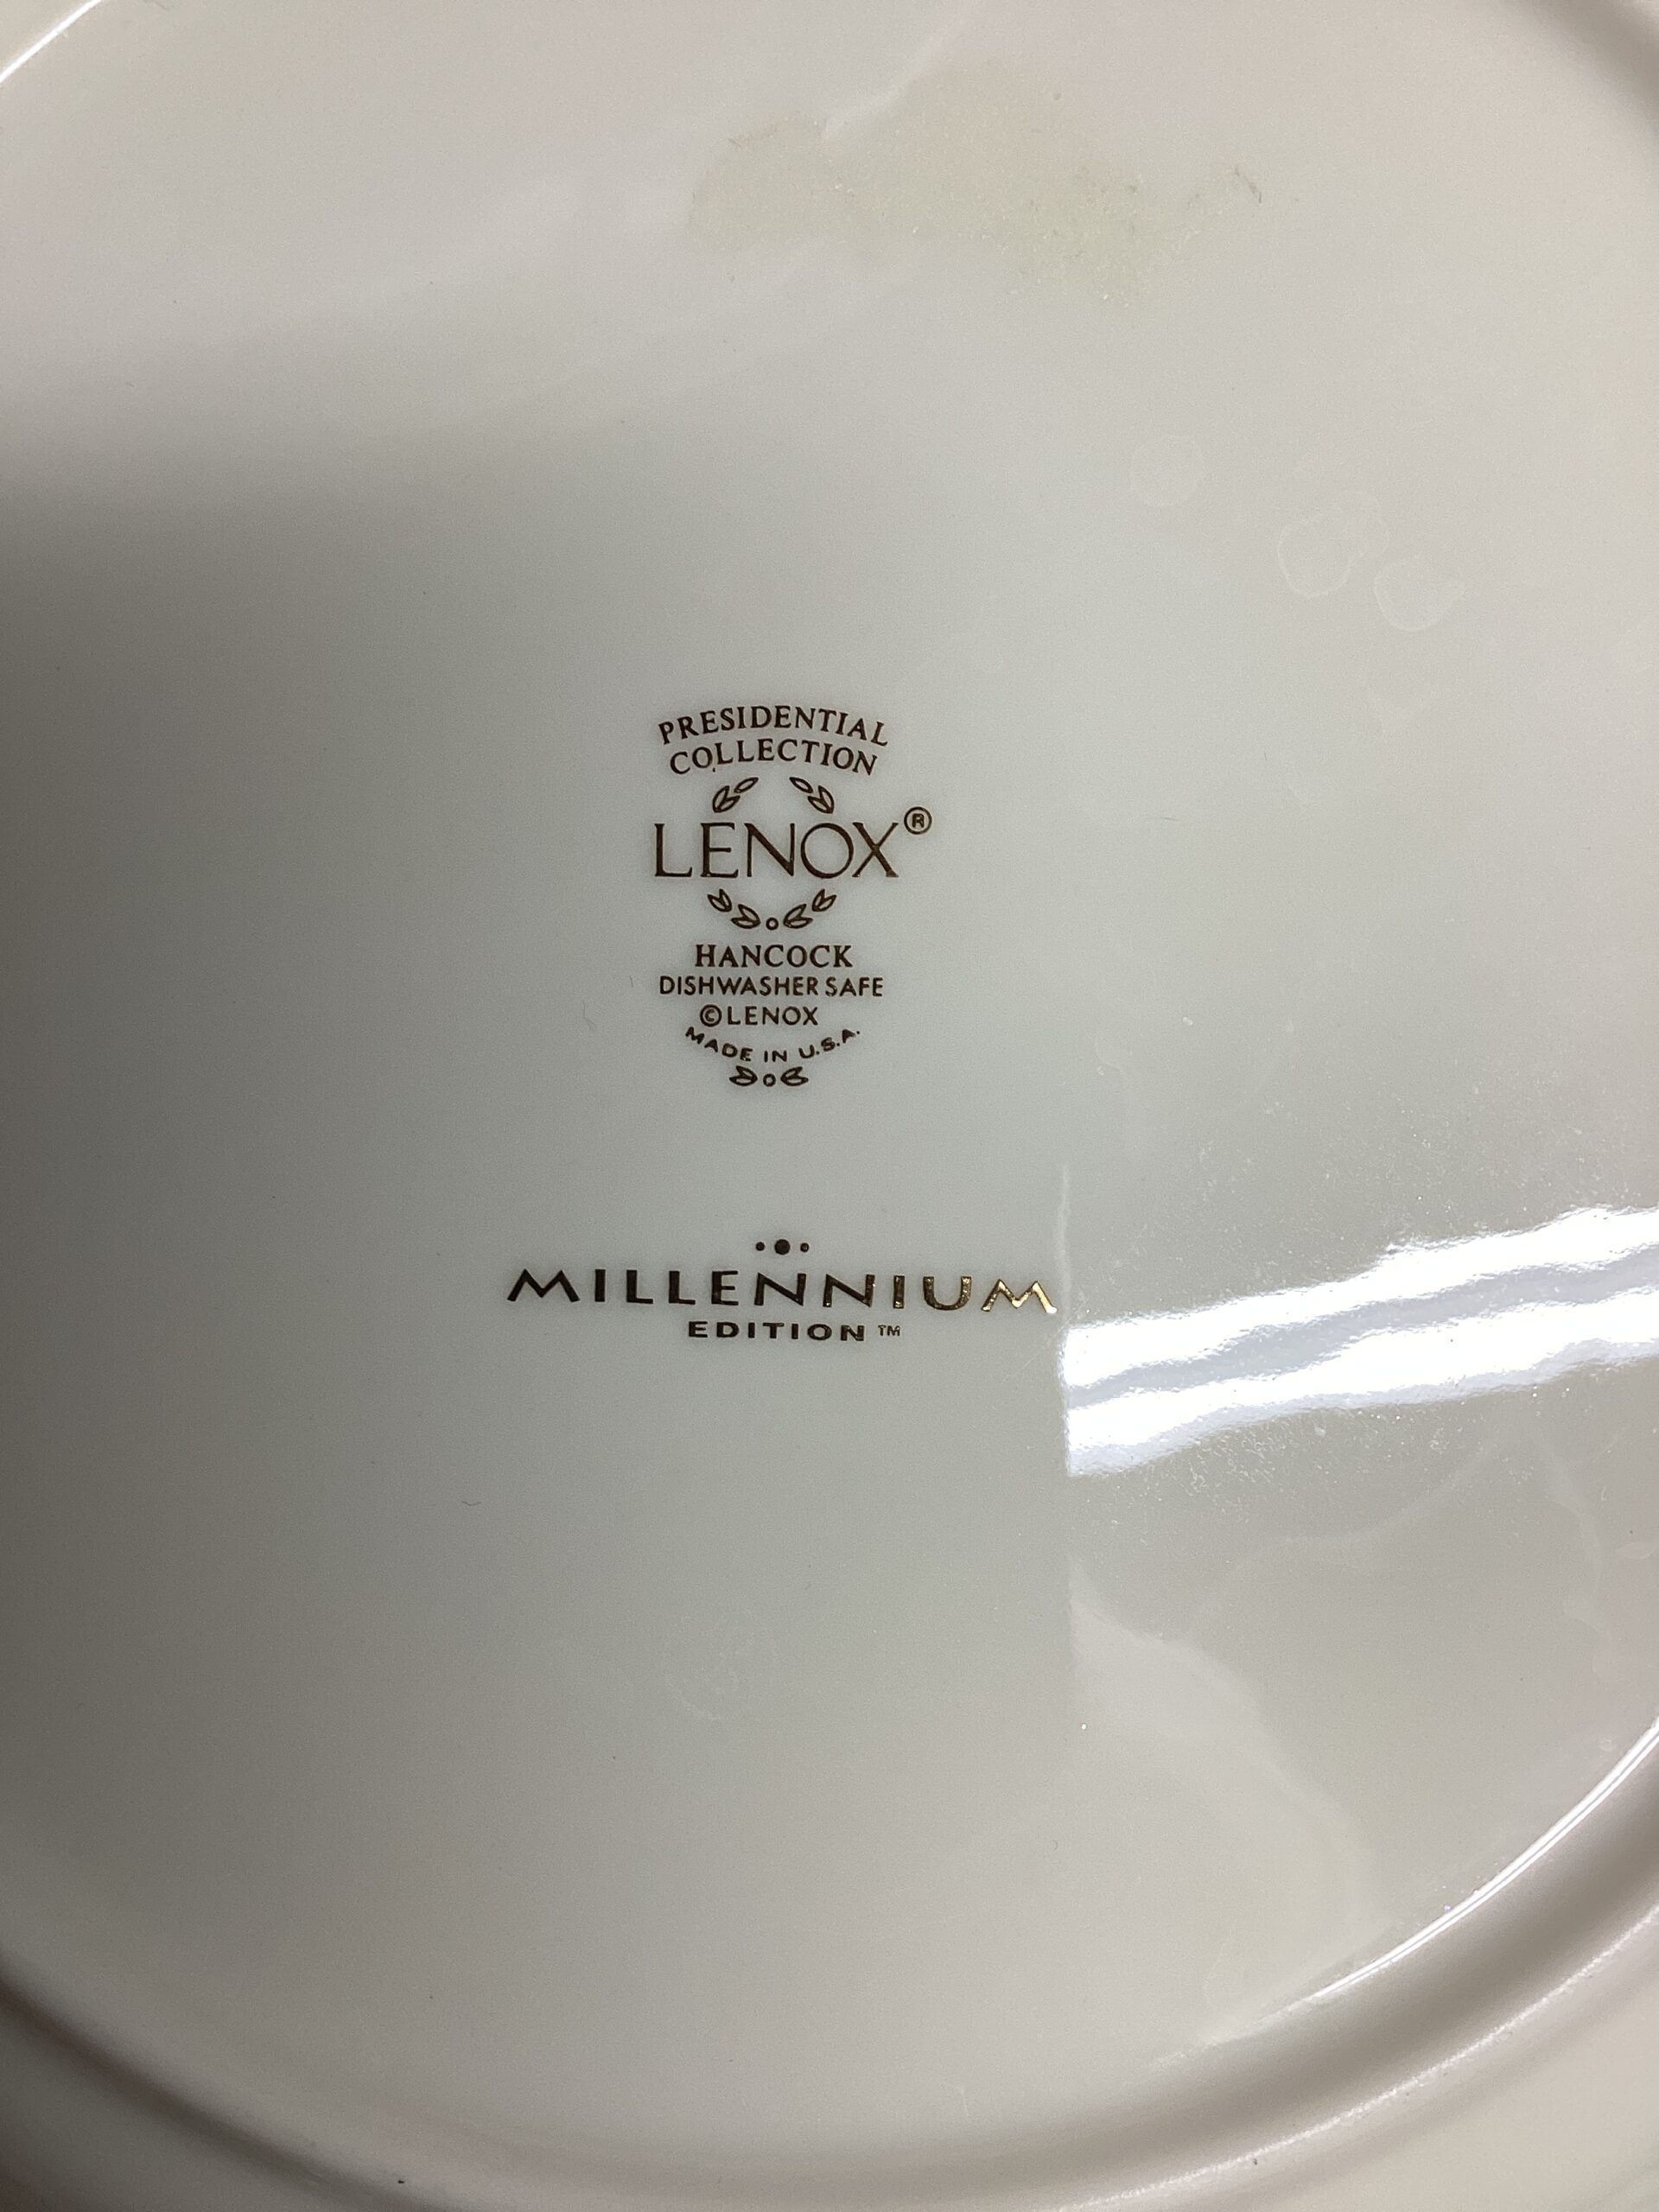 PRESIDENTIAL
COLLECTION
LENOX®
HANCOCK
DISHWASHER SAFE
©LENOX
MADE IN U.S.A.
MILLENNIUM
EDITION™